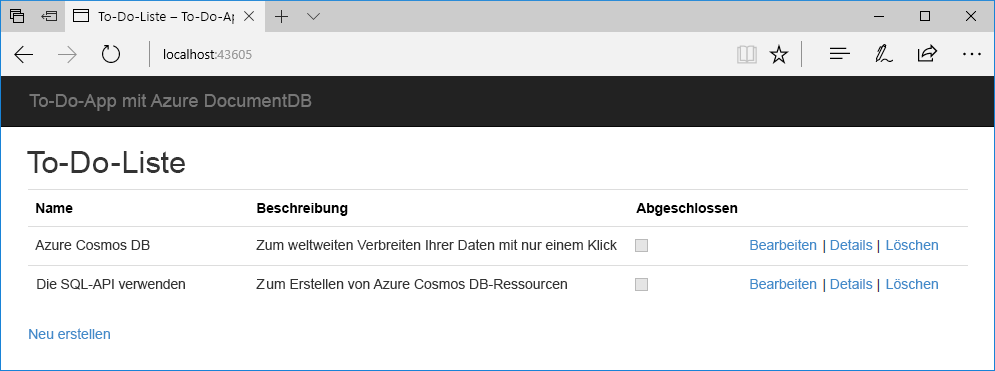 To-Do-Liste – To-Do-Ap
localhost:43605
To-Do-App mit Azure DocumentDB
To-Do-Liste
Name Beschreibung Abgeschlossen
Azure Cosmos DB Zum weltweiten Verbreiten Ihrer Daten mit nur einem Klick Bearbeiten | Details | Löschen
Die SQL-API verwenden Zum Erstellen von Azure Cosmos DB-Ressourcen Bearbeiten | Details | Löschen
Neu erstellen